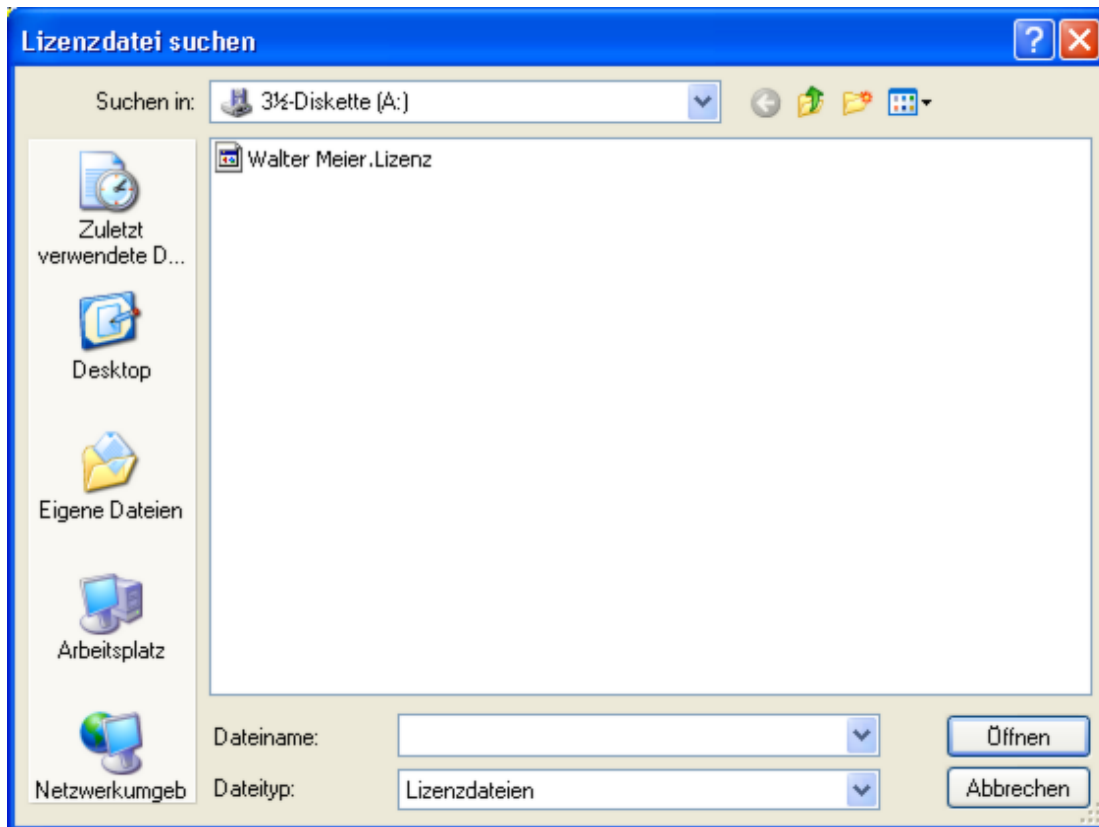 Lizenzdatei suchen
Suchen in:
3½-Diskette (A:)
Walter Meier.Lizenz
Zuletzt
verwendete D...
Desktop
Eigene Dateien
Arbeitsplatz
Netzwerkumgeb
Dateiname:
Öffnen
Dateityp:
Lizenzdateien
Abbrechen